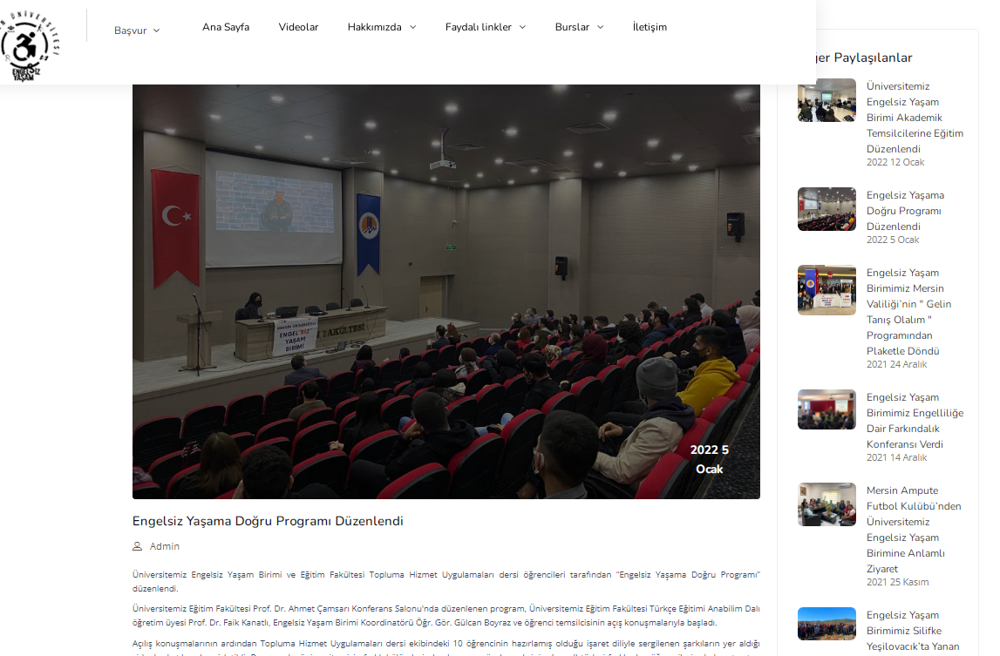 ENGELSİZ
YAŞAM
Başvur
Ana Sayfa
Videolar
Hakkımızda
Faydalı linkler
Burslar
İletişim
MERSİN ÜNİVERSİTESİ
ENGEL"SİZ"
YAŞAM
BİRİMİ
FAKÜLTESİ
2022 5
Ocak
Engelsiz Yaşama Doğru Programı Düzenlendi
Admin
Üniversitemiz Engelsiz Yaşam Birimi ve Eğitim Fakültesi Topluma Hizmet Uygulamaları dersi öğrencileri tarafından “Engelsiz Yaşama Doğru Programı”
düzenlendi.
Üniversitemiz Eğitim Fakültesi Prof. Dr. Ahmet Çamsarı Konferans Salonu'nda düzenlenen program, Üniversitemiz Eğitim Fakültesi Türkçe Eğitimi Anabilim Dalı
öğretim üyesi Prof. Dr. Faik Kanatlı, Engelsiz Yaşam Birimi Koordinatörü Öğr. Gör. Gülcan Boyraz ve öğrenci temsilcisinin açış konuşmalarıyla başladı.
Açılış konuşmalarının ardından Topluma Hizmet Uygulamaları dersi ekibindeki 10 öğrencinin hazırlamış olduğu işaret diliyle sergilenen şarkıların yer aldığı
Paylaşılanlar
Üniversitemiz
Engelsiz Yaşam
Birimi Akademik
Temsilcilerine Eğitim
Düzenlendi
2022 12 Ocak
Engelsiz Yaşama
Doğru Programı
Düzenlendi
2022 5 Ocak
Engelsiz Yaşam
Birimimiz Mersin
Valiliği’nin " Gelin
Tanış Olalım "
Programından
Plaketle Döndü
2021 24 Aralık
Engelsiz Yaşam
Birimimiz Engelliliğe
Dair Farkındalık
Konferansı Verdi
2021 14 Aralık
Mersin Ampute
Futbol Kulübü’nden
Üniversitemiz
Engelsiz Yaşam
Birimine Anlamlı
Ziyaret
2021 25 Kasım
Engelsiz Yaşam
Birimimiz Silifke
Yeşilovacık’ta Yanan